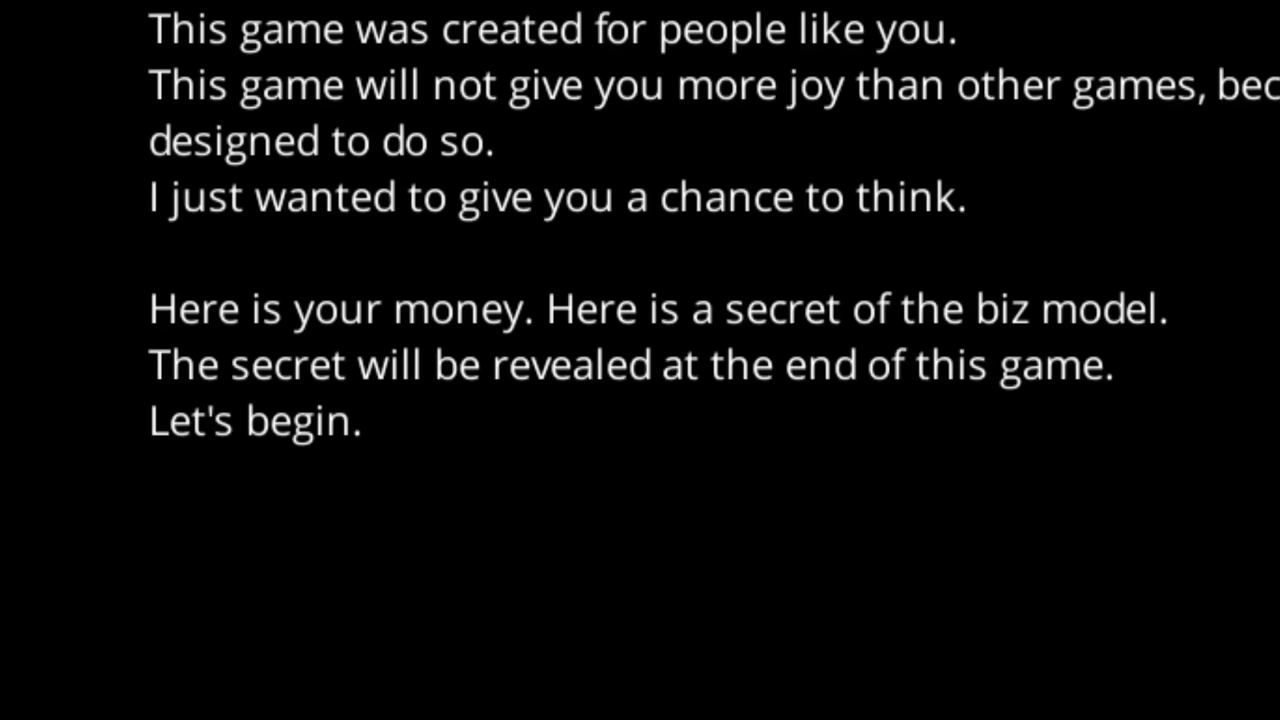 This game was created for people like you.
This game will not give you more joy than other games,
designed to do so.
I just wanted to give you a chance to think.
Here is your money. Here is a secret of the biz model.
The secret will be revealed at the end of this game.
Let's begin.